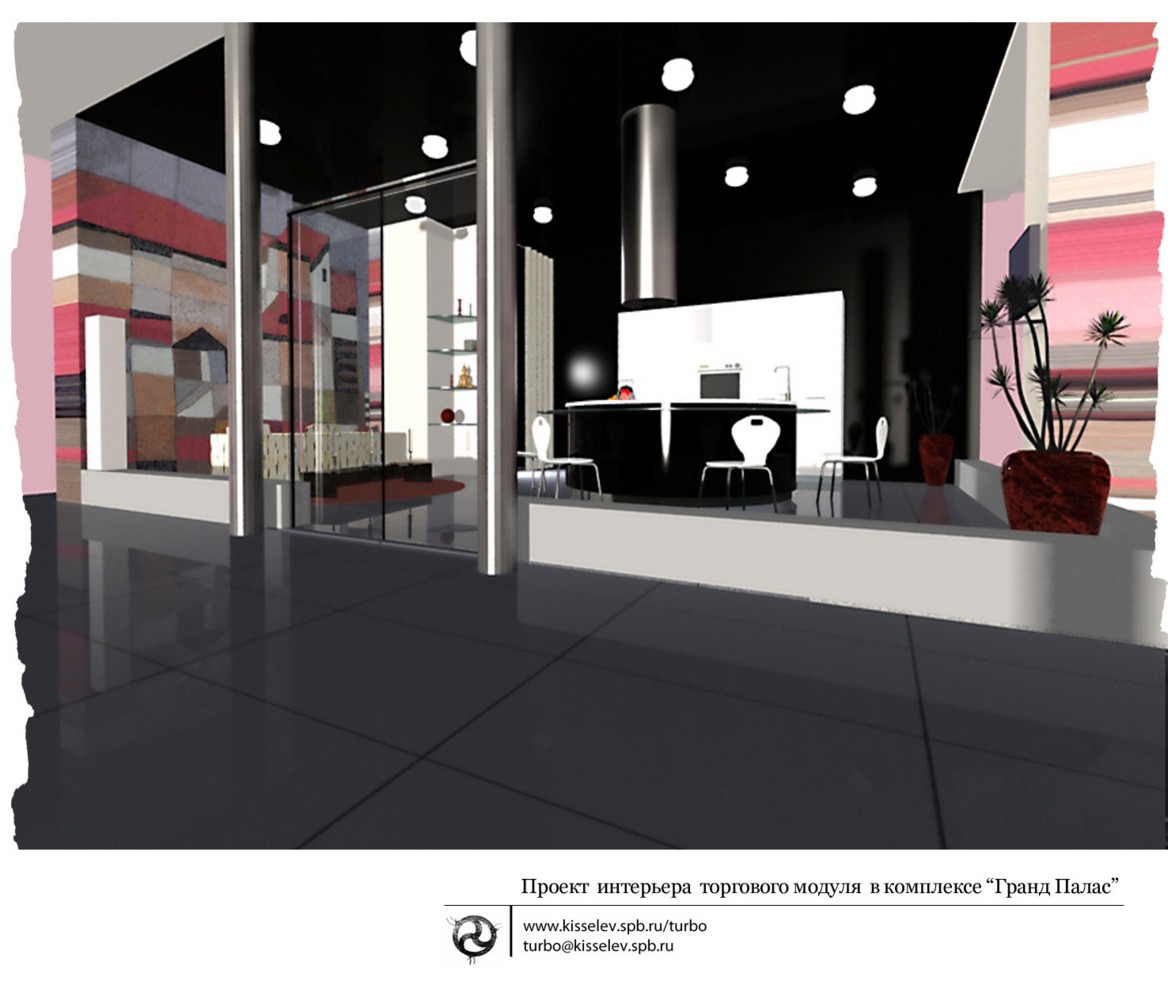 Проект интерьера торгового модуля в комплексе “Гранд Палас”
www.kisselev.spb.ru/turbo
turbo@kisselev.spb.ru